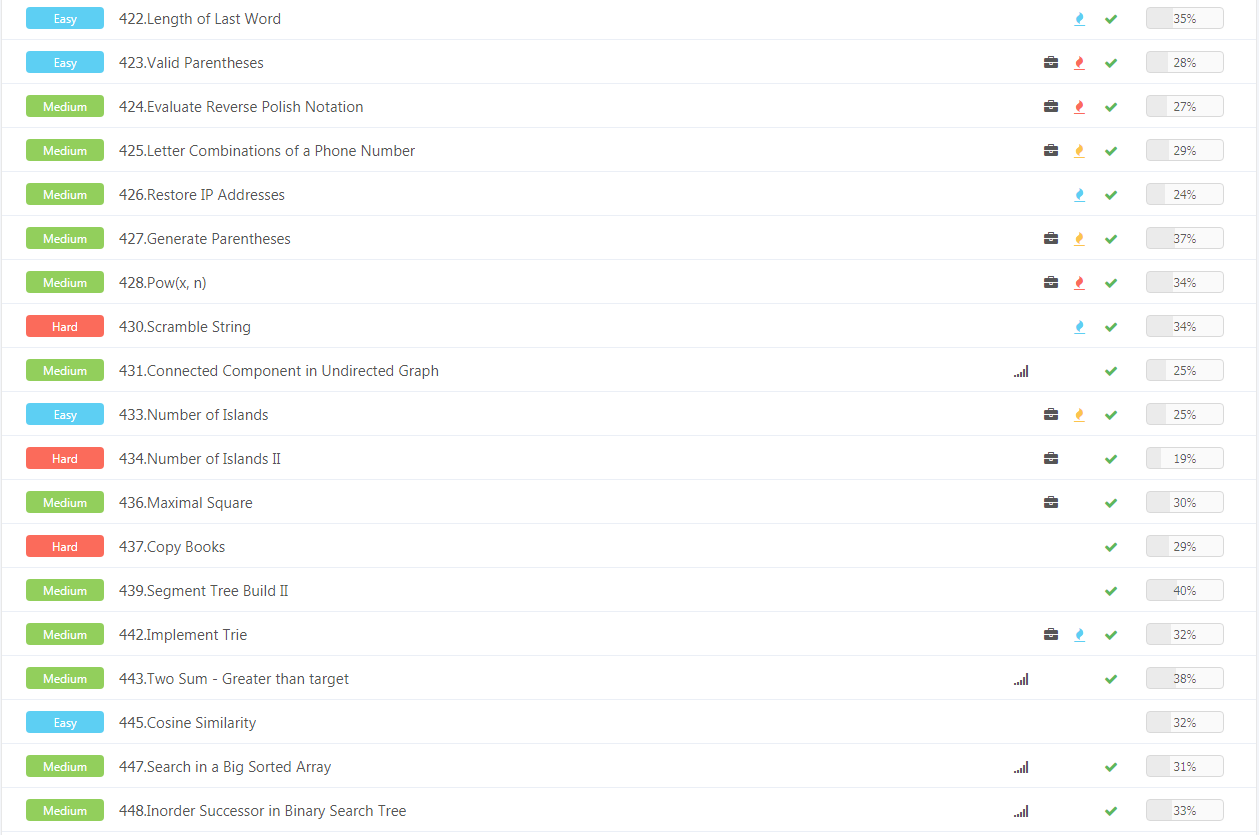 Easy 422.Length of Last Word 35%
Easy 423.Valid Parentheses 28%
Medium 424.Evaluate Reverse Polish Notation 27%
Medium 425.Letter Combinations of a Phone Number 29%
Medium 426.Restore IP Addresses 24%
Medium 427.Generate Parentheses 37%
Medium 428.Pow(x, n) 34%
Hard 430.Scramble String 34%
Medium 431.Connected Component in Undirected Graph 25%
Easy 433.Number of Islands 25%
Hard 434.Number of Islands II 19%
Medium 436.Maximal Square 30%
Hard 437.Copy Books 29%
Medium 439.Segment Tree Build II 40%
Medium 442.Implement Trie 32%
Medium 443.Two Sum - Greater than target 38%
Easy 445.Cosine Similarity 32%
Medium 447.Search in a Big Sorted Array 31%
Medium 448.Inorder Successor in Binary Search Tree 33%